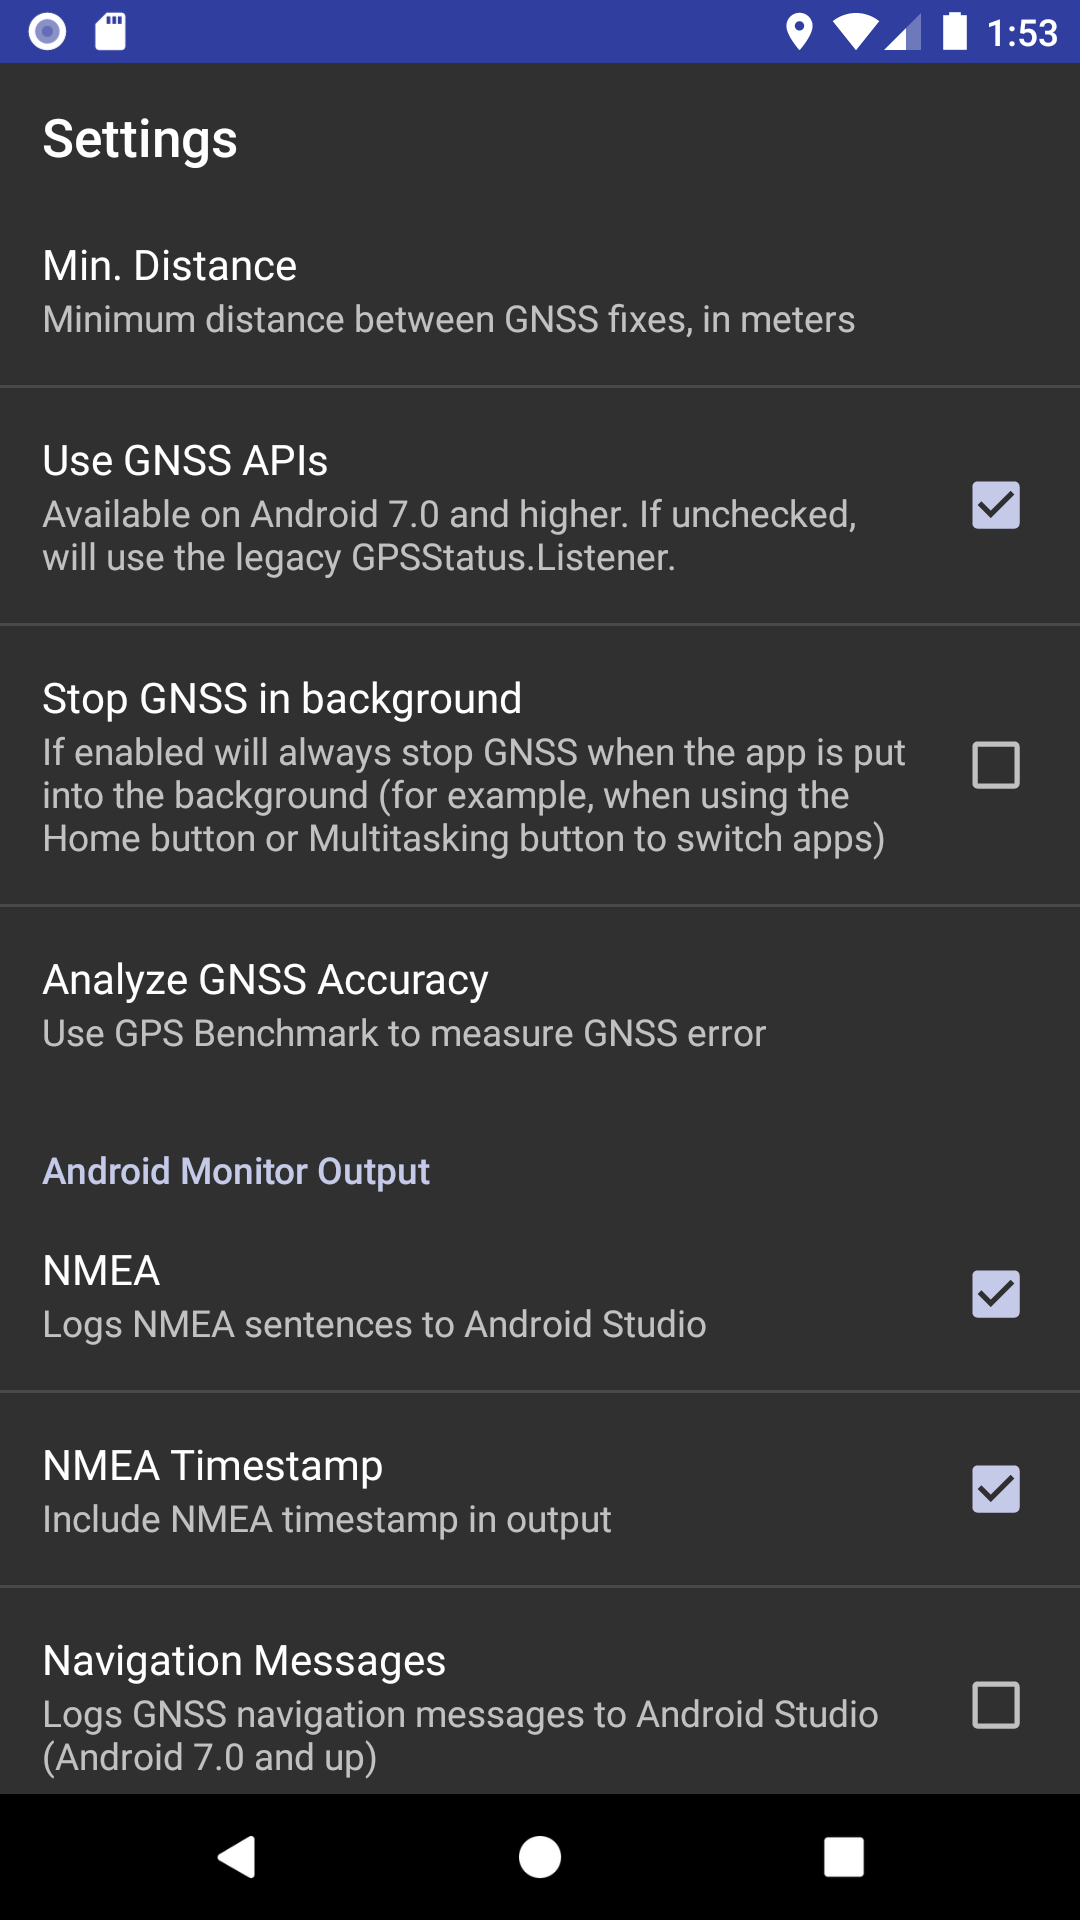 1:53
Settings
Min. Distance
Minimum distance between GNSS fixes, in meters
Use GNSS APIs
Available on Android 7.0 and higher. If unchecked,
will use the legacy GPSStatus.Listener.
Stop GNSS in background
If enabled will always stop GNSS when the app is put
into the background (for example, when using the
Home button or Multitasking button to switch apps)
Analyze GNSS Accuracy
Use GPS Benchmark to measure GNSS error
Android Monitor Output
NMEA
Logs NMEA sentences to Android Studio
NMEA Timestamp
Include NMEA timestamp in output
Navigation Messages
Logs GNSS navigation messages to Android Studio
(Android 7.0 and up)